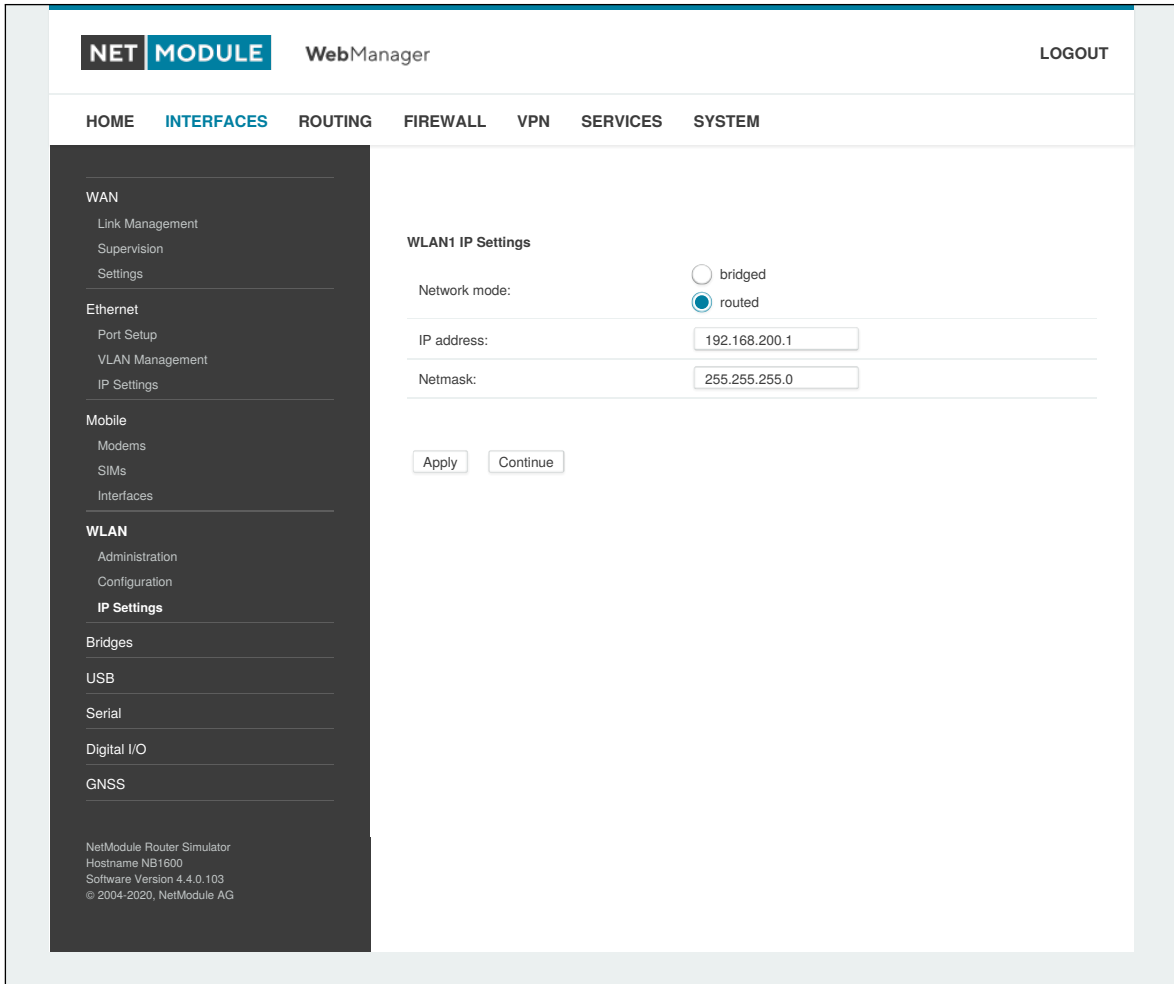 NET MODULE WebManager LOGOUT
HOME INTERFACES ROUTING FIREWALL VPN SERVICES SYSTEM
WAN
Link Management
Supervision
Settings
Ethernet
Port Setup
VLAN Management
IP Settings
Mobile
Modems
SIMs
Interfaces
WLAN
Administration
Configuration
IP Settings
Bridges
USB
Serial
Digital I/O
GNSS
NetModule Router Simulator
Hostname NB1600
Software Version 4.4.0.103
© 2004-2020, NetModule AG
WLAN1 IP Settings
Network mode:
bridged
routed
IP address: 192.168.200.1
Netmask: 255.255.255.0
Apply Continue